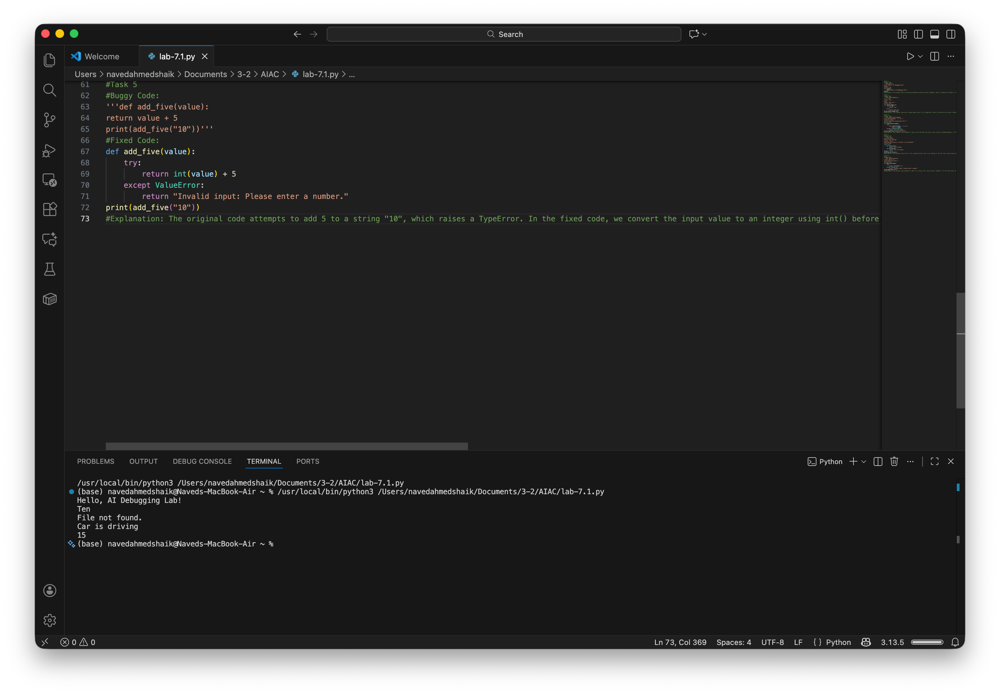 Search
Welcome
lab-7.1.py
Users > navedahmedshaik > Documents > 3-2 > AIAC > lab-7.1.py > ...
61 #Task 5
62 #Buggy Code:
63 '''def add_five(value):
64 return value + 5
65 print(add_five("10"))'''
66 #Fixed Code:
67 def add_five(value):
68     try:
69         return int(value) + 5
70     except ValueError:
71         return "Invalid input: Please enter a number."
72 print(add_five("10"))
73 #Explanation: The original code attempts to add 5 to a string "10", which raises a TypeError. In the fixed code, we convert the input value to an integer using int() before
PROBLEMS OUTPUT DEBUG CONSOLE TERMINAL PORTS
Python
/usr/local/bin/python3 /Users/navedahmedshaik/Documents/3-2/AIAC/lab-7.1.py
(base) navedahmedshaik@Naveds-MacBook-Air ~ % /usr/local/bin/python3 /Users/navedahmedshaik/Documents/3-2/AIAC/lab-7.1.py
Hello, AI Debugging Lab!
Ten
File not found.
Car is driving
15
(base) navedahmedshaik@Naveds-MacBook-Air ~ %
0 0
Ln 73, Col 369 Spaces: 4 UTF-8 LF {} Python 3.13.5